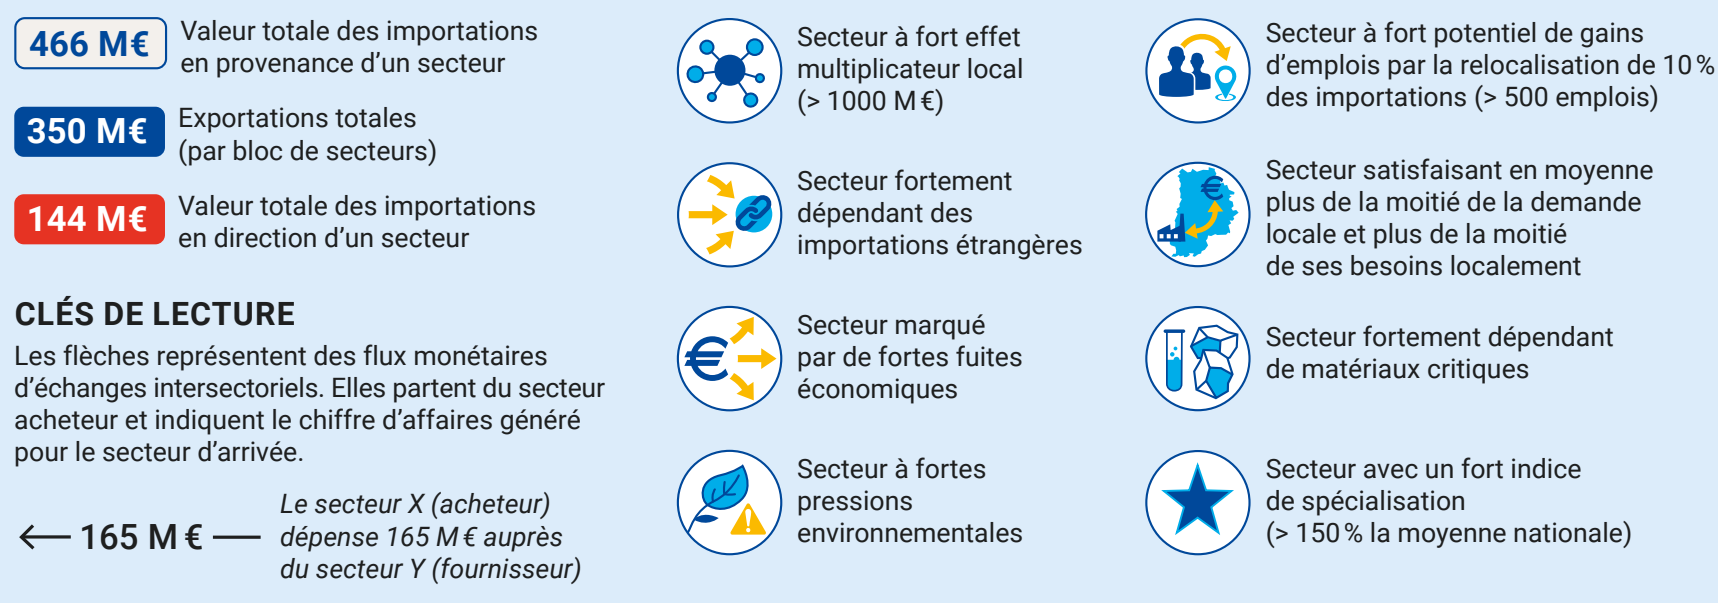 466 M€
Valeur totale des importations
en provenance d’un secteur
350 M€
Exportations totales
(par bloc de secteurs)
144 M€
Valeur totale des importations
en direction d’un secteur
CLÉS DE LECTURE
Les flèches représentent des flux monétaires
d’échanges intersectoriels. Elles partent du secteur
acheteur et indiquent le chiffre d’affaires généré
pour le secteur d’arrivée.
165 M €
Le secteur X (acheteur)
dépense 165 M € auprès
du secteur Y (fournisseur)
Secteur à fort effet
multiplicateur local
(> 1000 M €)
Secteur fortement
dépendant des
importations étrangères
Secteur marqué
par de fortes fuites
économiques
Secteur à fortes
pressions
environnementales
Secteur à fort potentiel de gains
d’emplois par la relocalisation de 10 %
des importations (> 500 emplois)
Secteur satisfaisant en moyenne
plus de la moitié de la demande
locale et plus de la moitié
de ses besoins localement
Secteur fortement dépendant
de matériaux critiques
Secteur avec un fort indice
de spécialisation
(> 150 % la moyenne nationale)